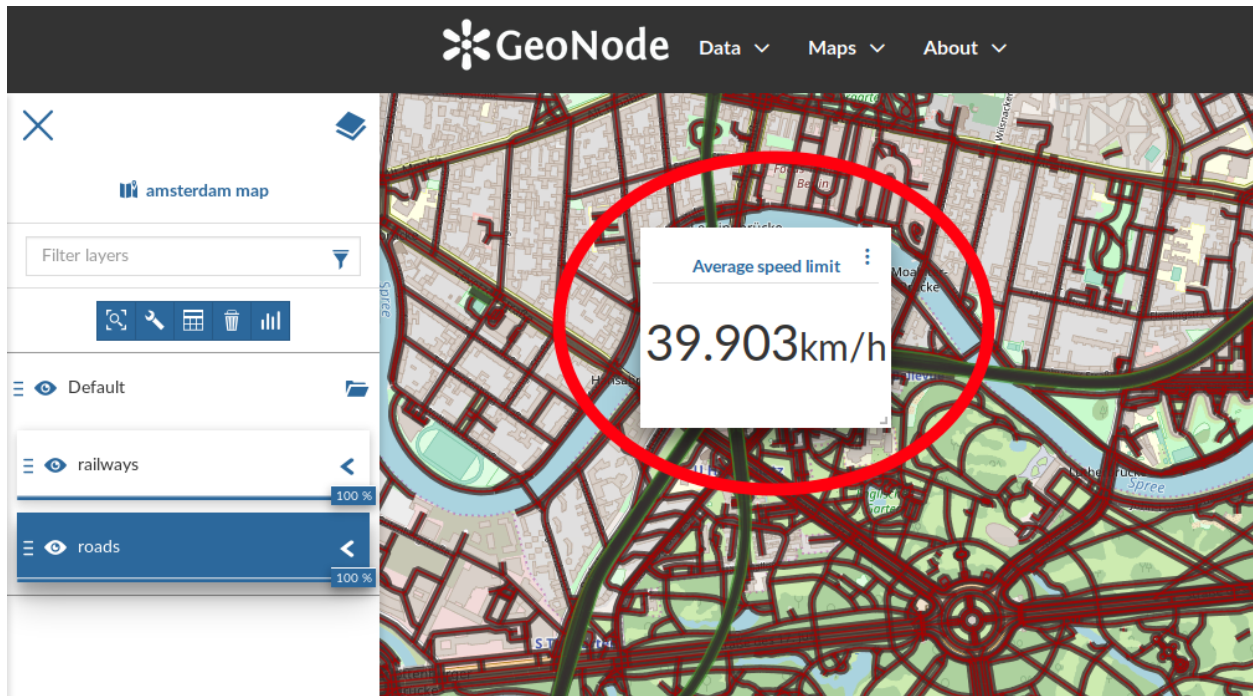 GeoNode Data Maps About
amsterdam map
Filter layers
Default
railways
100 %
roads
100 %
Average speed limit
39.903km/h
Berlin
Spree
Spree